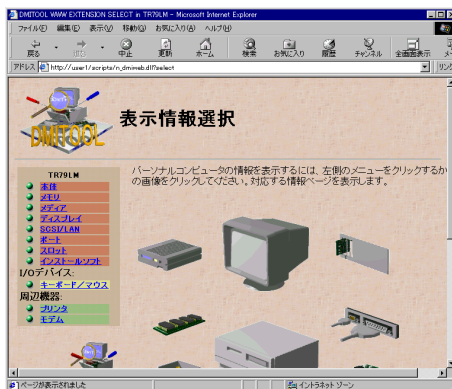 DMITOOL WWW EXTENSION SELECT in TR79LM - Microsoft Internet Explorer
ファイル(F) 編集(E) 表示(V) 移動(G) お気に入り(A) ヘルプ(H)
戻る 中止 更新 ホーム 検索 お気に入り 履歴 チャンネル 全画面表示
アドレス http://user1/scripts/n_dmiweb.dll?select
DMITOOL
表示情報選択
パーソナルコンピュータの情報を表示するには、左側のメニューをクリックするか
の画像をクリックしてください。対応する情報ページを表示します。
TR79LM
本体
メモリ
メディア
ディスプレイ
SCSI/LAN
ポート
スロット
インストールソフト
I/Oデバイス:
キーボード/マウス
周辺機器:
プリンタ
モデム
ページが表示されました
イントラネット ゾーン